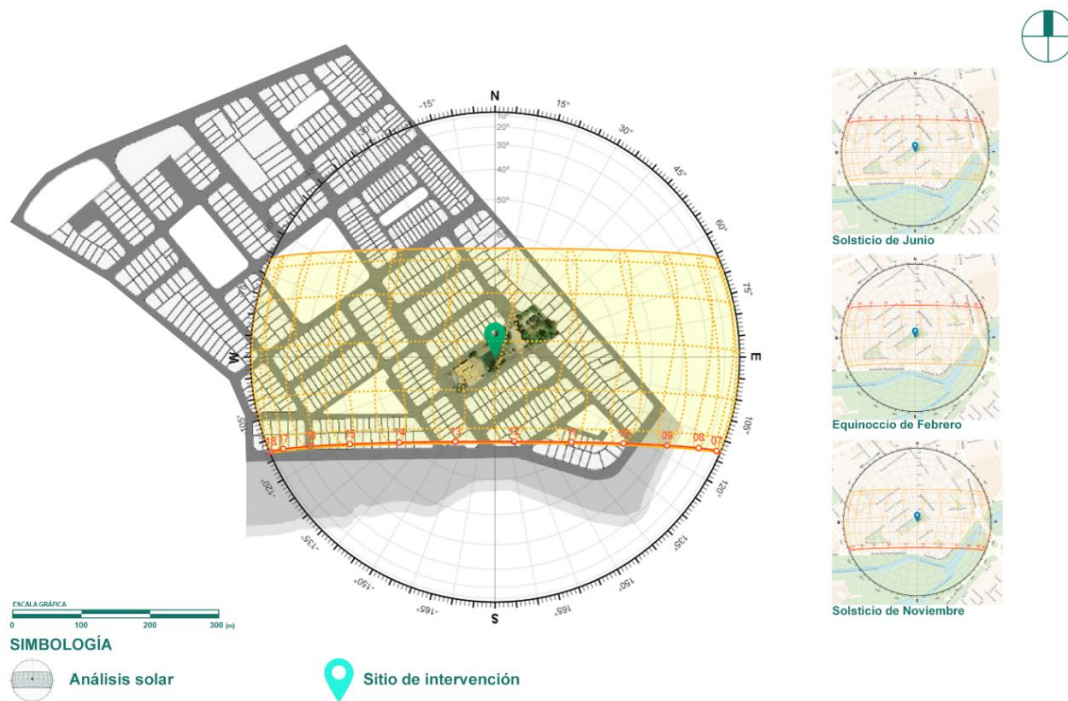 N
-15°
15°
30°
45°
60°
75°
10°
20°
30°
40°
50°
M
E
105°
120°
135°
150°
165°
S
-165°
-150°
-135°
-120°
-105°
18 17 16 15 14 13 12 11 10 09 08 07
Solsticio de Junio
Equinoccio de Febrero
Solsticio de Noviembre
ESCALA GRÁFICA
0 100 200 300 (m)
SIMBOLOGÍA
Análisis solar
Sitio de intervención